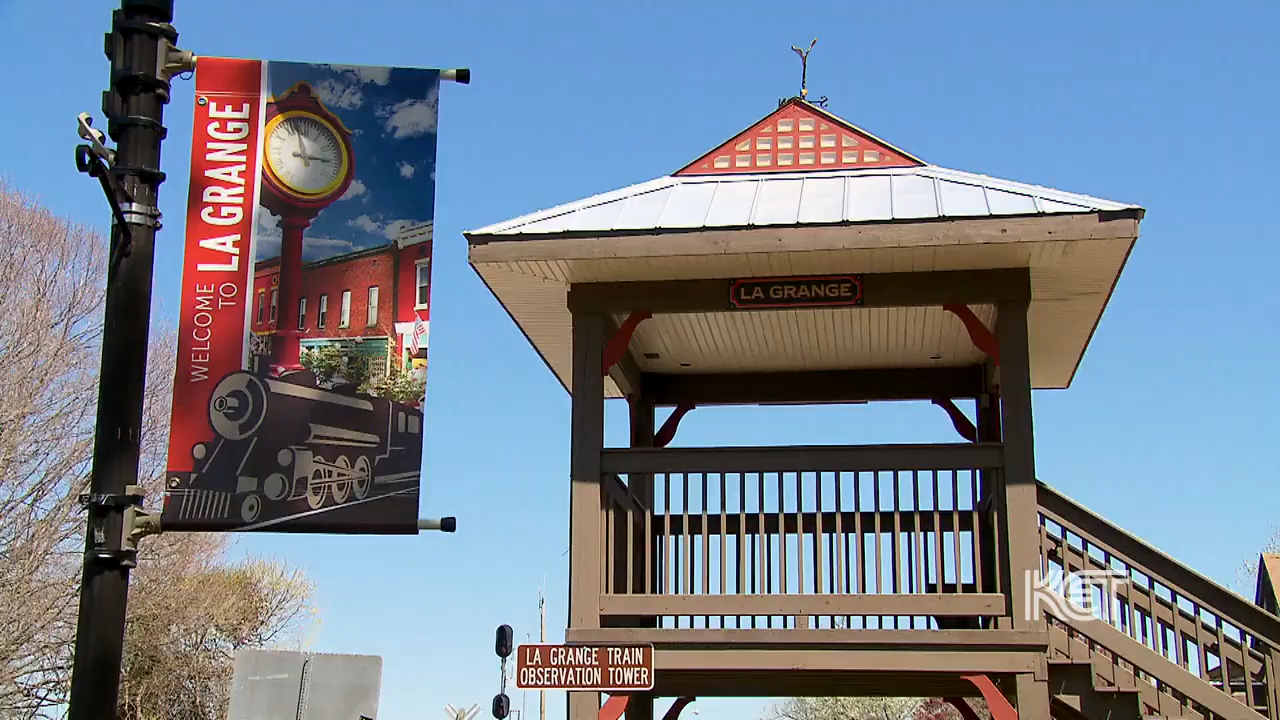 WELCOME
TO LA GRANGE
LA GRANGE
KET
LA GRANGE TRAIN
OBSERVATION TOWER